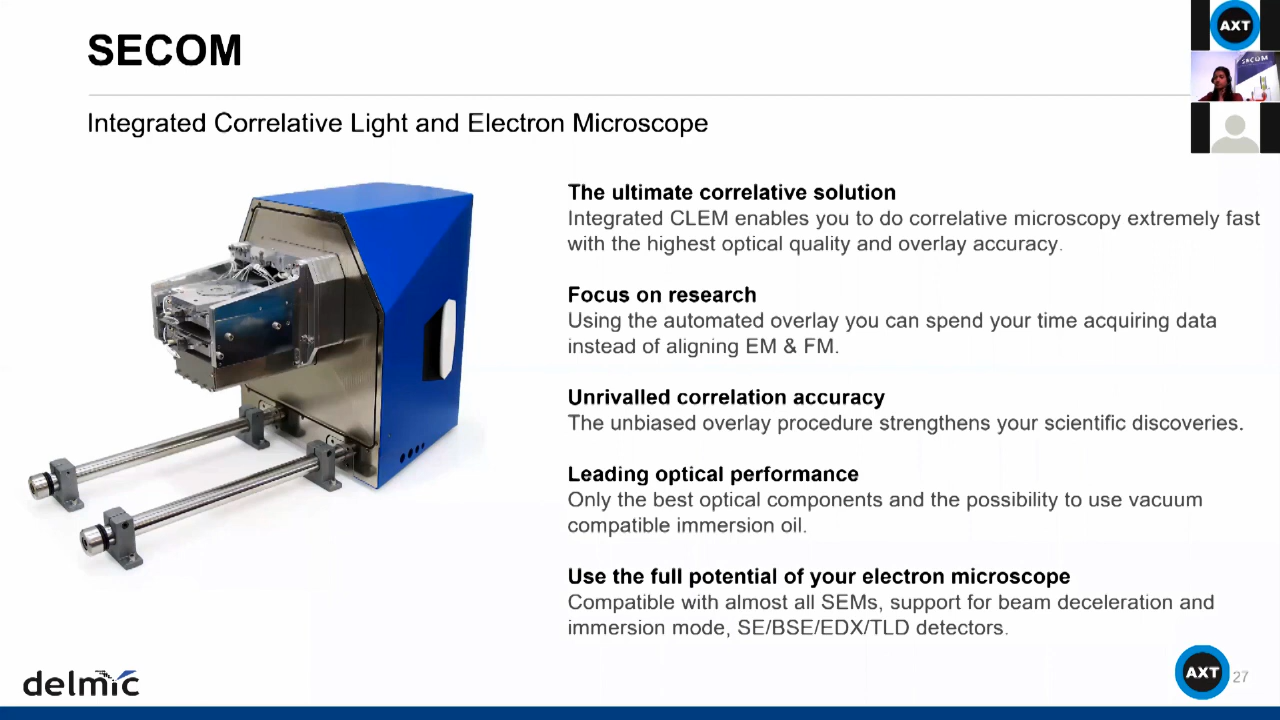 SECOM
AXT
SECOM
Integrated Correlative Light and Electron Microscope
The ultimate correlative solution
Integrated CLEM enables you to do correlative microscopy extremely fast
with the highest optical quality and overlay accuracy.
Focus on research
Using the automated overlay you can spend your time acquiring data
instead of aligning EM & FM.
Unrivalled correlation accuracy
The unbiased overlay procedure strengthens your scientific discoveries.
Leading optical performance
Only the best optical components and the possibility to use vacuum
compatible immersion oil.
Use the full potential of your electron microscope
Compatible with almost all SEMs, support for beam deceleration and
immersion mode, SE/BSE/EDX/TLD detectors.
delmic
AXT
27